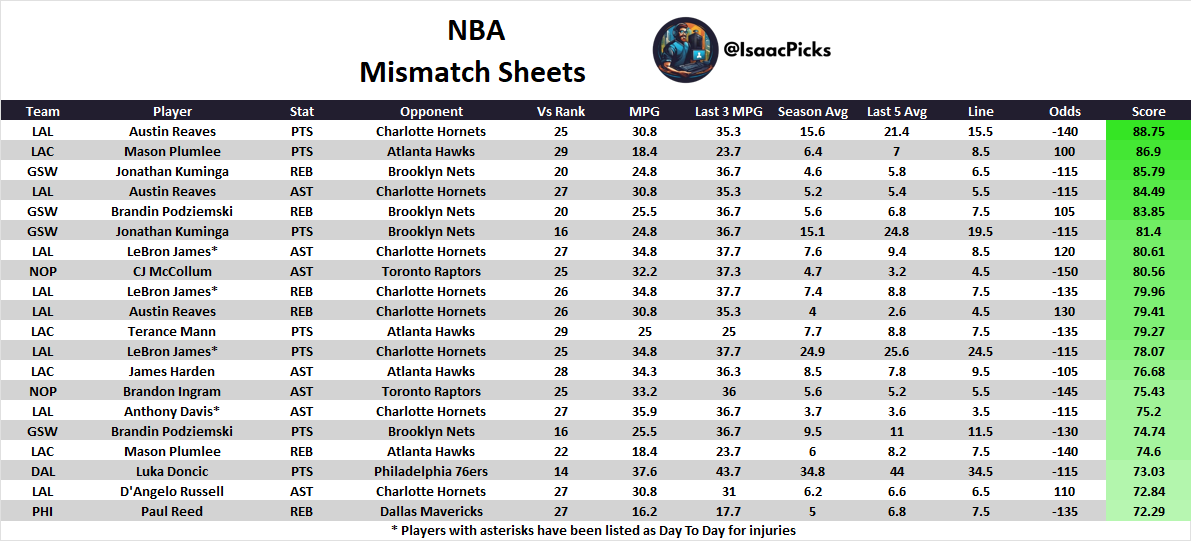 NBA
Mismatch Sheets
@IsaacPicks
Team Player Stat Opponent Vs Rank MPG Last 3 MPG Season Avg Last 5 Avg Line Odds Score
LAL Austin Reaves PTS Charlotte Hornets 25 30.8 35.3 15.6 21.4 15.5 -140 88.75
LAC Mason Plumlee PTS Atlanta Hawks 29 18.4 23.7 6.4 7 8.5 100 86.9
GSW Jonathan Kuminga REB Brooklyn Nets 20 24.8 36.7 4.6 5.8 6.5 -115 85.79
LAL Austin Reaves AST Charlotte Hornets 27 30.8 35.3 5.2 5.4 5.5 -115 84.49
GSW Brandin Podziemski REB Brooklyn Nets 20 25.5 36.7 5.6 6.8 7.5 105 83.85
GSW Jonathan Kuminga PTS Brooklyn Nets 16 24.8 36.7 15.1 24.8 19.5 -115 81.4
LAL LeBron James* AST Charlotte Hornets 27 34.8 37.7 7.6 9.4 8.5 120 80.61
NOP CJ McCollum AST Toronto Raptors 25 32.2 37.3 4.7 3.2 4.5 -150 80.56
LAL LeBron James* REB Charlotte Hornets 26 34.8 37.7 7.4 8.8 7.5 -135 79.96
LAL Austin Reaves REB Charlotte Hornets 26 30.8 35.3 4 2.6 4.5 130 79.41
LAC Terance Mann PTS Atlanta Hawks 29 25 25 7.7 8.8 7.5 -135 79.27
LAL LeBron James* PTS Charlotte Hornets 25 34.8 37.7 24.9 25.6 24.5 -115 78.07
LAC James Harden AST Atlanta Hawks 28 34.3 36.3 8.5 7.8 9.5 -105 76.68
NOP Brandon Ingram AST Toronto Raptors 25 33.2 36 5.6 5.2 5.5 -145 75.43
LAL Anthony Davis* AST Charlotte Hornets 27 35.9 36.7 3.7 3.6 3.5 -115 75.2
GSW Brandin Podziemski PTS Brooklyn Nets 16 25.5 36.7 9.5 11 11.5 -130 74.74
LAC Mason Plumlee REB Atlanta Hawks 22 18.4 23.7 6 8.2 7.5 -140 74.6
DAL Luka Doncic PTS Philadelphia 76ers 14 37.6 43.7 34.8 44 34.5 -115 73.03
LAL D'Angelo Russell AST Charlotte Hornets 27 30.8 31 6.2 6.6 6.5 110 72.84
PHI Paul Reed REB Dallas Mavericks 27 16.2 17.7 5 6.8 7.5 -135 72.29
* Players with asterisks have been listed as Day To Day for injuries